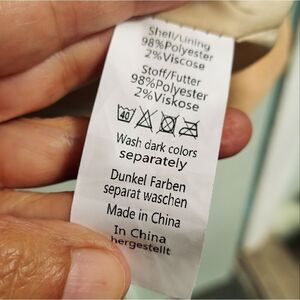 Shell/Lining
98%Polyester
2%Viscose
Stoff/Futter
98%Polyester
2%Viskose
40
Wash dark colors
separately
Dunkel Farben
separat waschen
Made in China
In China
hergestellt